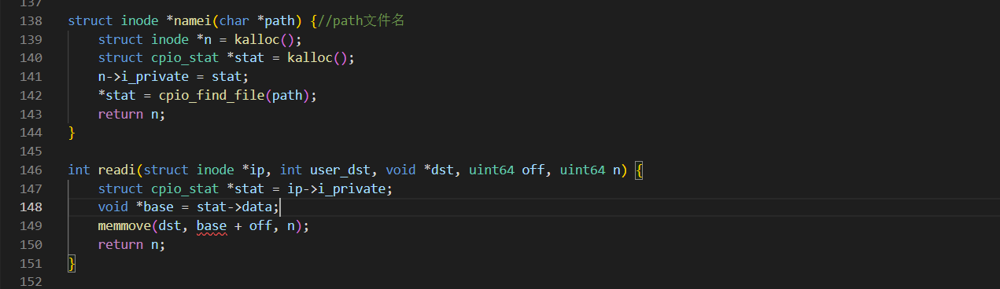 137
138 struct inode *namei(char *path) {//path文件名
139     struct inode *n = kalloc();
140     struct cpio_stat *stat = kalloc();
141     n->i_private = stat;
142     *stat = cpio_find_file(path);
143     return n;
144 }
145
146 int readi(struct inode *ip, int user_dst, void *dst, uint64 off, uint64 n) {
147     struct cpio_stat *stat = ip->i_private;
148     void *base = stat->data;
149     memmove(dst, base + off, n);
150     return n;
151 }
152